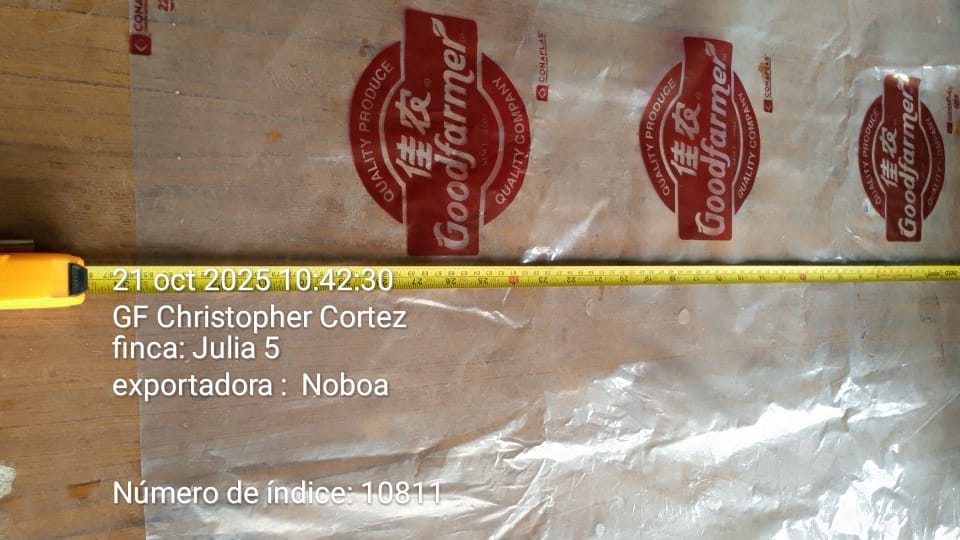 QUALITY PRODUCE
佳农®
Goodfarmer
QUALITY COMPANY
CONAPLAS
QUALITY PRODUCE
佳农
Goodfarmer
QUALITY COMPANY
CONAPLAS
QUALITY PRODUCE
佳农
Goodfarmer
QUALITY COMPANY
21 oct 2025 10:42:30
GF Christopher Cortez
finca: Julia 5
exportadora : Noboa
Número de índice: 10811